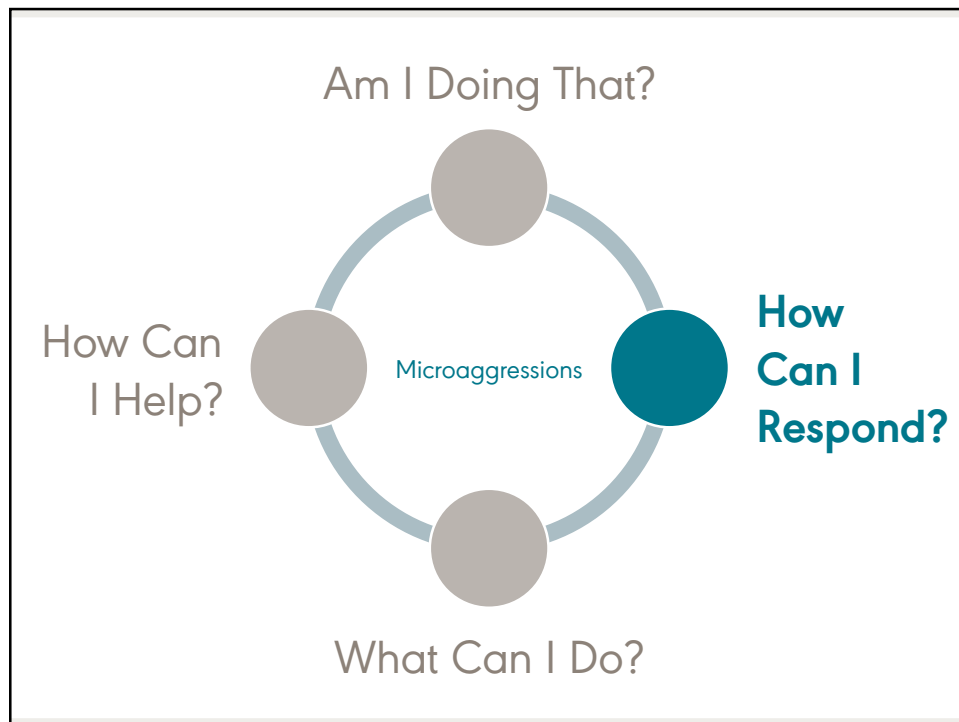 Am I Doing That?
How Can
I Help?
Microaggressions
How
Can I
Respond?
What Can I Do?